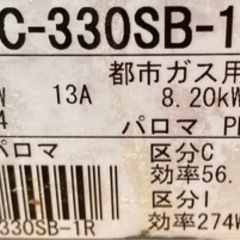 C-330SB-1
都市ガス用
13A 8.20kW
パロマ
パロマ 区分C
効率56.
区分I
330SB-1R 効率274W